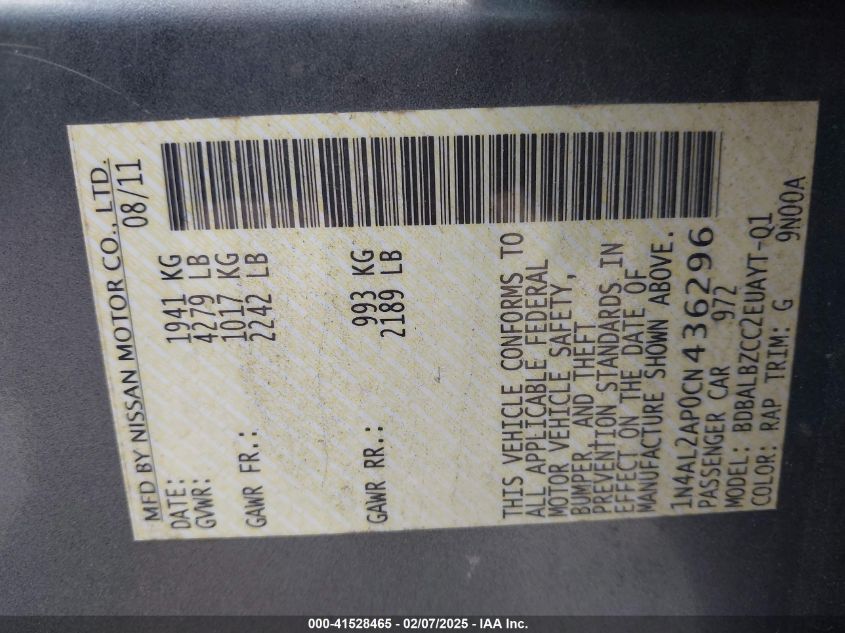 MFD BY NISSAN MOTOR CO., LTD.
DATE: 08/11
GVWR: 1941 KG
4279 LB
GAWR FR.: 1017 KG
2242 LB
GAWR RR.: 993 KG
2189 LB
THIS VEHICLE CONFORMS TO
ALL APPLICABLE FEDERAL
MOTOR VEHICLE SAFETY,
BUMPER, AND THEFT
PREVENTION STANDARDS IN
EFFECT ON THE DATE OF
MANUFACTURE SHOWN ABOVE.
1N4AL2AP0CN436296
PASSENGER CAR 972
MODEL: BDBALBZCC2EUAYT-Q1
COLOR: RAP TRIM: G 9N00A
000-41528465 - 02/07/2025 - IAA Inc.